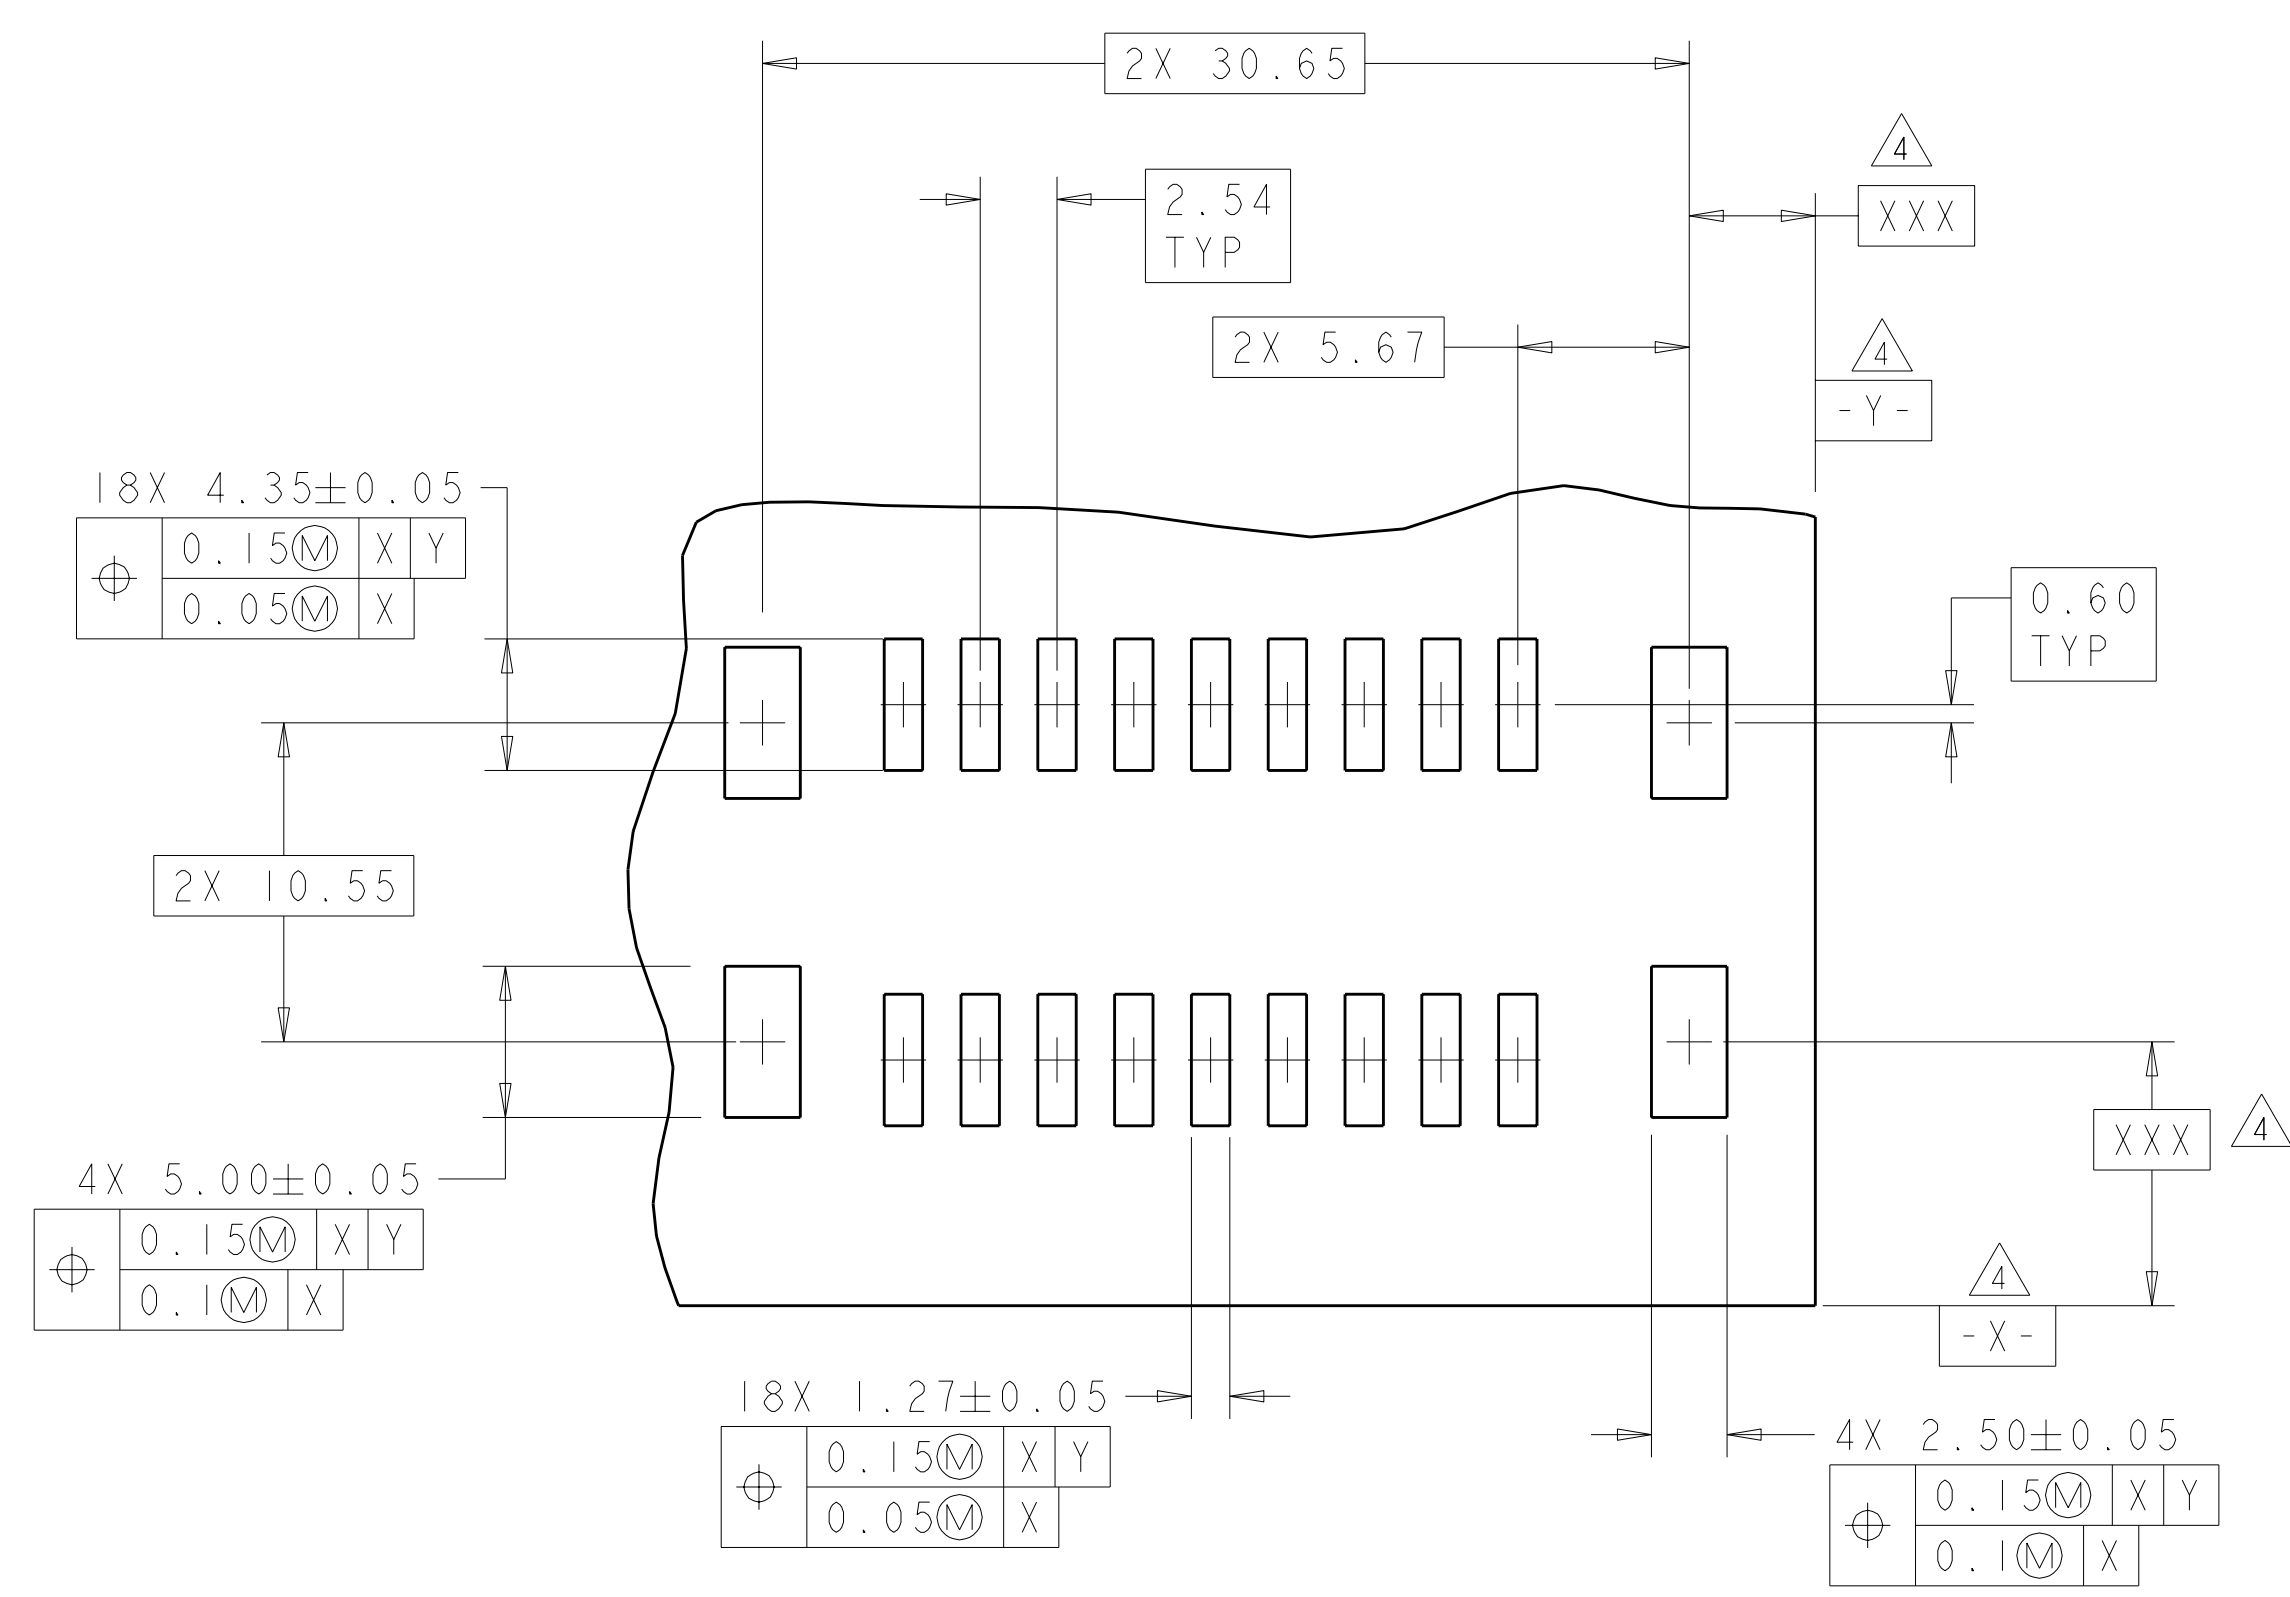 2X 30.65
4
2.54
TYP
XXX
2X 5.67
4
-Y-
18X 4.35±0.05
⌖ 0.15Ⓜ X Y
0.05Ⓜ X
0.60
TYP
2X 10.55
XXX 4
4X 5.00±0.05
⌖ 0.15Ⓜ X Y
0.1Ⓜ X
4
-X-
18X 1.27±0.05
⌖ 0.15Ⓜ X Y
0.05Ⓜ X
4X 2.50±0.05
⌖ 0.15Ⓜ X Y
0.1Ⓜ X